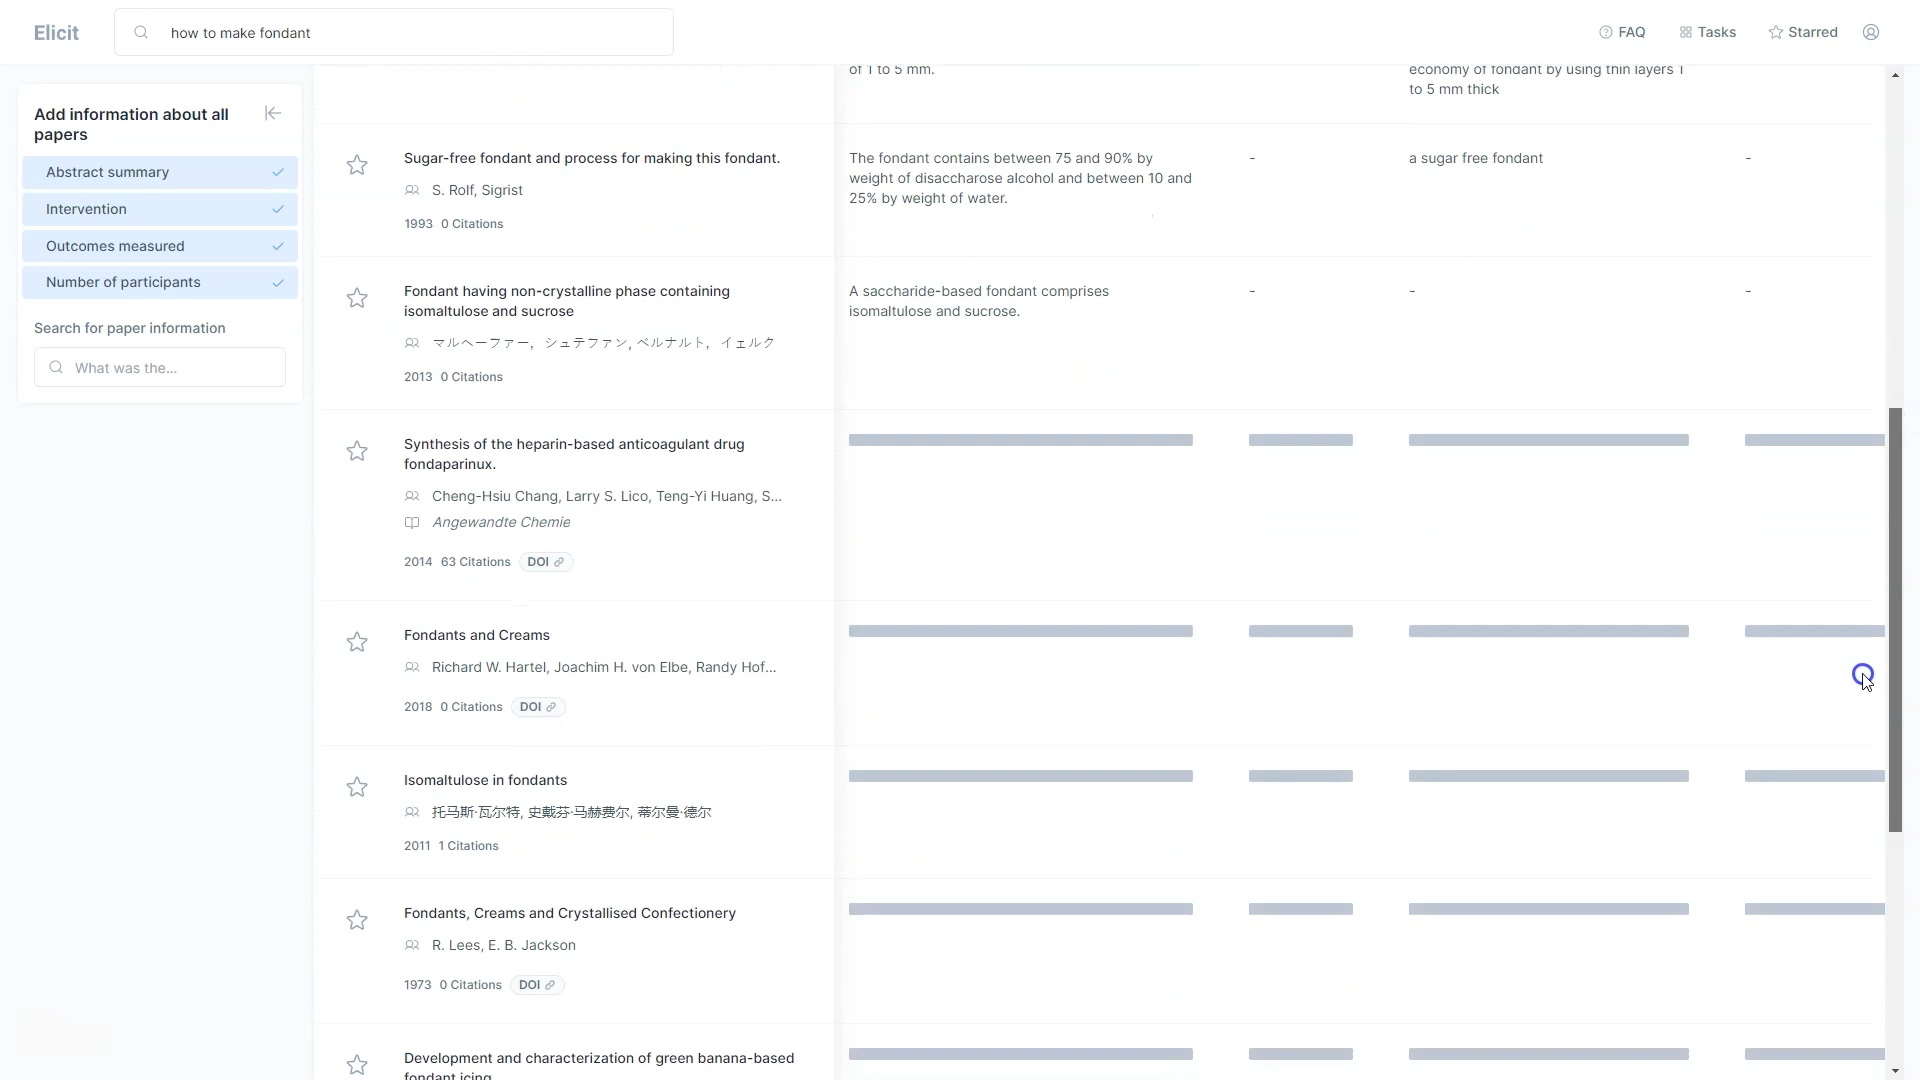 Elicit
how to make fondant
FAQ
Tasks
Starred
Add information about all
papers
Abstract summary
Intervention
Outcomes measured
Number of participants
Search for paper information
What was the...
of 1 to 5 mm.
economy of fondant by using thin layers 1
to 5 mm thick
Sugar-free fondant and process for making this fondant.
S. Rolf, Sigrist
1993 0 Citations
The fondant contains between 75 and 90% by
weight of disaccharose alcohol and between 10 and
25% by weight of water.
-
a sugar free fondant
-
Fondant having non-crystalline phase containing
isomaltulose and sucrose
マルヘーファー，シュテファン, ベルナルト，イェルク
2013 0 Citations
A saccharide-based fondant comprises
isomaltulose and sucrose.
-
-
-
Synthesis of the heparin-based anticoagulant drug
fondaparinux.
Cheng-Hsiu Chang, Larry S. Lico, Teng-Yi Huang, S...
Angewandte Chemie
2014 63 Citations DOI
Fondants and Creams
Richard W. Hartel, Joachim H. von Elbe, Randy Hof...
2018 0 Citations DOI
Isomaltulose in fondants
托马斯·瓦尔特, 史戴芬·马赫费尔, 蒂尔曼·德尔
2011 1 Citations
Fondants, Creams and Crystallised Confectionery
R. Lees, E. B. Jackson
1973 0 Citations DOI
Development and characterization of green banana-based
fondant icing